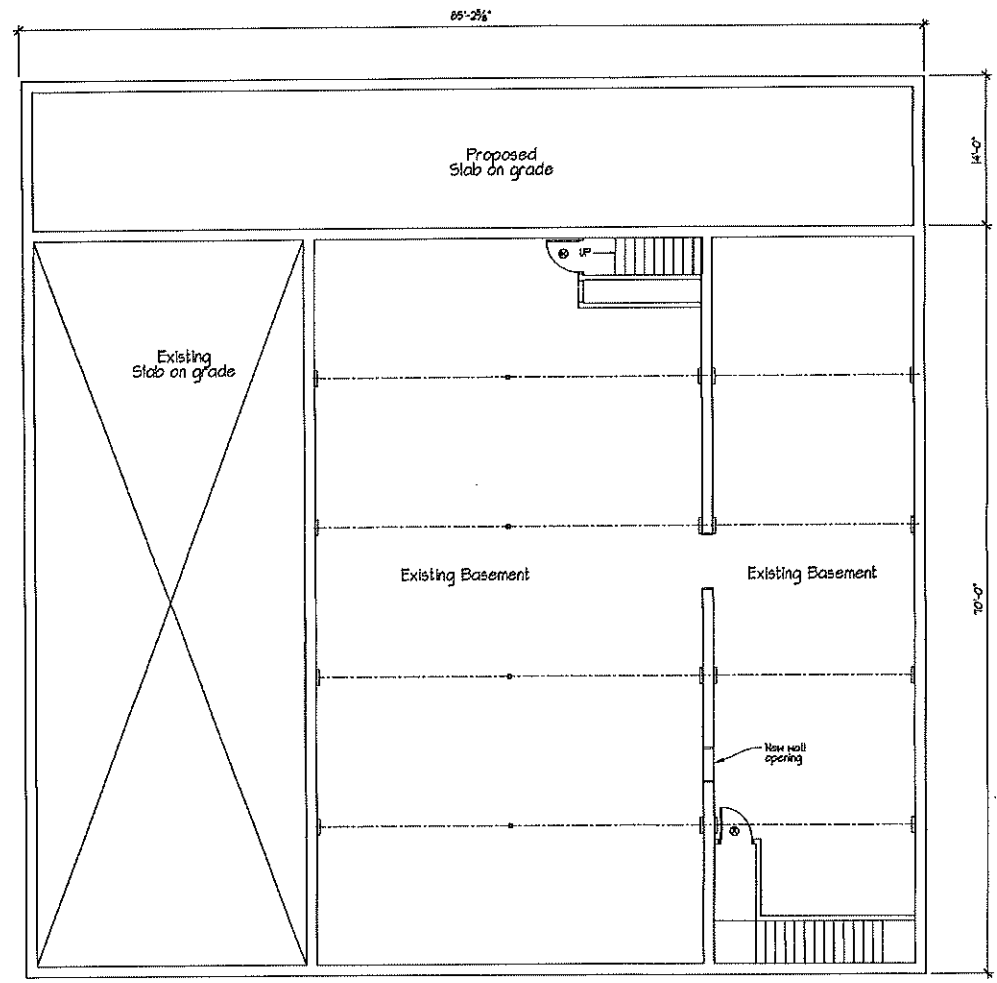 85'-2⅝"
14'-0"
Proposed
Slab on grade
UP
Existing
Slab on grade
Existing Basement
Existing Basement
70'-0"
New wall
opening